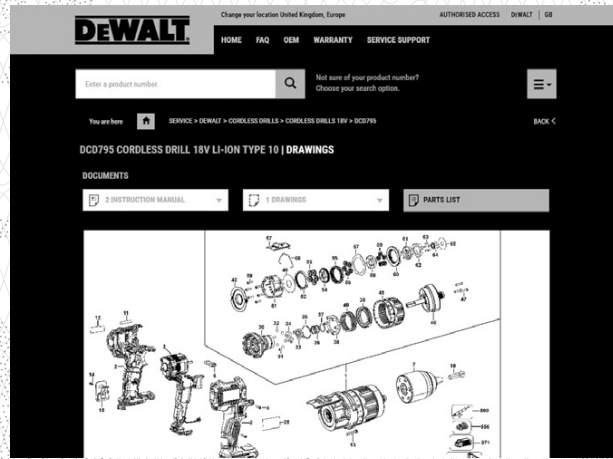 Change your location United Kingdom, Europe
AUTHORISED ACCESS DeWALT | GB
DEWALT.
HOME FAQ OEM WARRANTY SERVICE SUPPORT
Enter a product number.
Not sure of your product number?
Choose your search option.
You are here SERVICE > DEWALT > CORDLESS DRILLS > CORDLESS DRILLS 18V > DCD795
BACK <
DCD795 CORDLESS DRILL 18V LI-ION TYPE 10 | DRAWINGS
DOCUMENTS
2 INSTRUCTION MANUAL
1 DRAWINGS
PARTS LIST